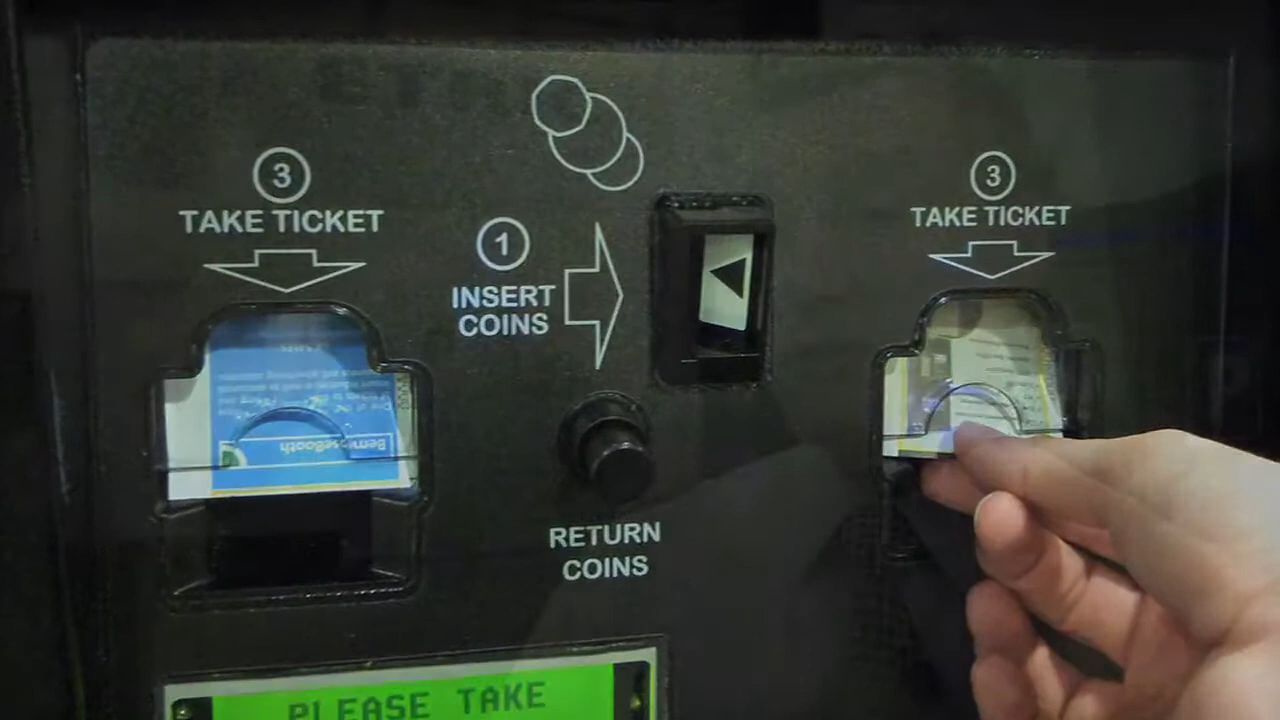 3
TAKE TICKET
1
INSERT
COINS
3
TAKE TICKET
RETURN
COINS
PLEASE TAKE